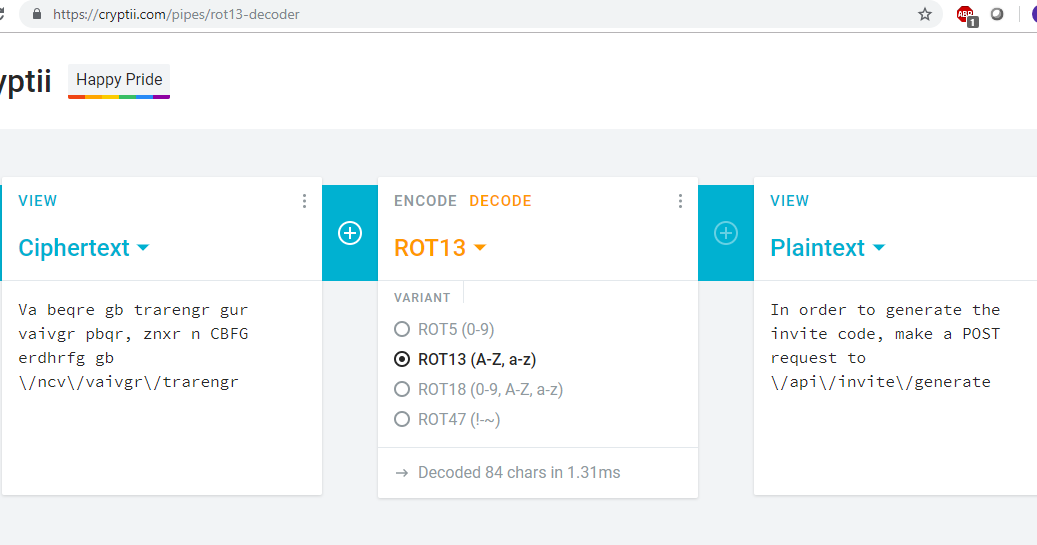 https://cryptii.com/pipes/rot13-decoder
ABP
1
yptii
Happy Pride
VIEW
Ciphertext
Va beqre gb trarengr gur
vaivgr pbqr, znxr n CBFG
erdhrfg gb
\/ncv\/vaivgr\/trarengr
ENCODE DECODE
ROT13
VARIANT
ROT5 (0-9)
ROT13 (A-Z, a-z)
ROT18 (0-9, A-Z, a-z)
ROT47 (!-~)
→ Decoded 84 chars in 1.31ms
VIEW
Plaintext
In order to generate the
invite code, make a POST
request to
\/api\/invite\/generate